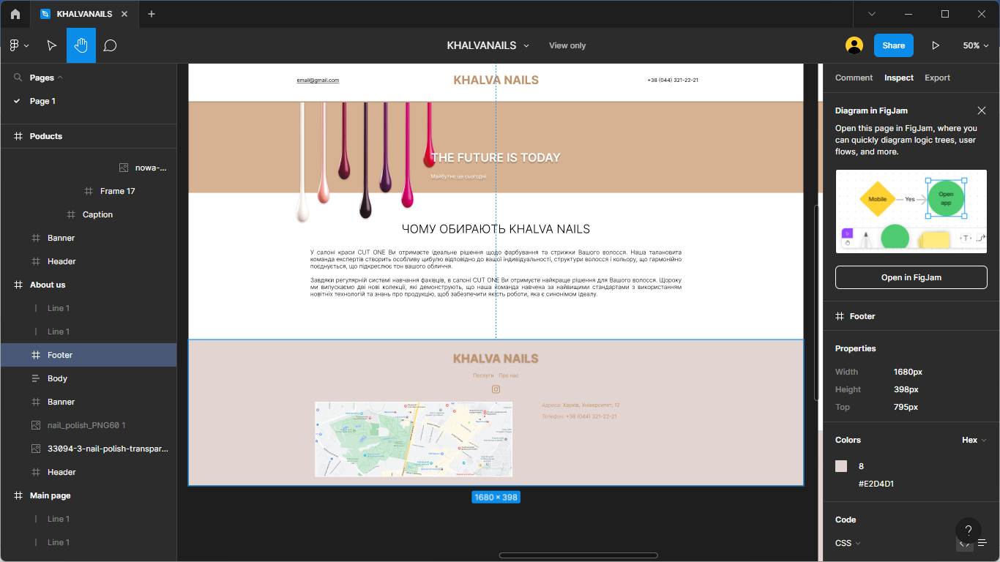 KHALVANAILS
KHALVANAILS
View only
Share
50%
Pages
Page 1
Poducts
nowa-...
Frame 17
Caption
Banner
Header
About us
Line 1
Line 1
Footer
Body
Banner
nail_polish_PNG60 1
33094-3-nail-polish-transpar...
Header
Main page
Line 1
Line 1
email@gmail.com
KHALVA NAILS
+38 (044) 321-22-21
THE FUTURE IS TODAY
Майбутнє це сьогодні
ЧОМУ ОБИРАЮТЬ KHALVA NAILS
У салоні краси CUT ONE Ви отримаєте ідеальне рішення щодо фарбування та стрижки Вашого волосся. Наша талановита
команда експертів створить особливу цибулю відповідно до вашої індивідуальності, структури волосся і кольору, що гармонійно
поєднується, що підкреслює тон вашого обличчя.
Завдяки регулярній системі навчання фахівців, в салоні CUT ONE Ви отримуєте найкраще рішення для Вашого волосся. Щороку
ми випускаємо дві нові колекції, які демонструють, що наша команда навчена за найвищими стандартами з використанням
новітніх технологій та знань про продукцію, щоб забезпечити якість роботи, яка є синонімом ідеалу.
KHALVA NAILS
Послуги Про нас
Адреса: Харків, Університет, 12
Телефон: +38 (044) 321-22-21
1680 × 398
Comment Inspect Export
Diagram in FigJam
Open this page in FigJam, where you
can quickly diagram logic trees, user
flows, and more.
Mobile
Yes
Open
app
T
Open in FigJam
Footer
Properties
Width 1680px
Height 398px
Top 795px
Colors
Hex
8
#E2D4D1
Code
CSS
?